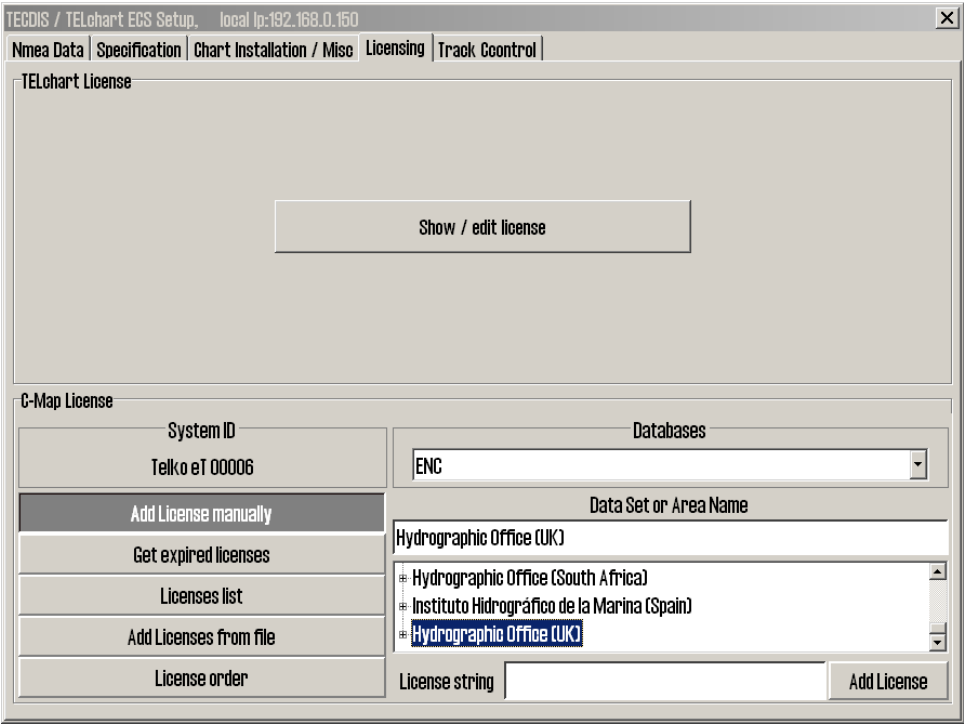 TECDIS / TELchart ECS Setup,   local Ip:192.168.0.150
Nmea Data Specification Chart Installation / Misc Licensing Track Ccontrol
TELchart License
Show / edit license
C-Map License
System ID
Telko eT 00006
Databases
ENC
Add License manually
Get expired licenses
Licenses list
Add Licenses from file
License order
Data Set or Area Name
Hydrographic Office (UK)
Hydrographic Office (South Africa)
Instituto Hidrográfico de la Marina (Spain)
Hydrographic Office (UK)
License string
Add License